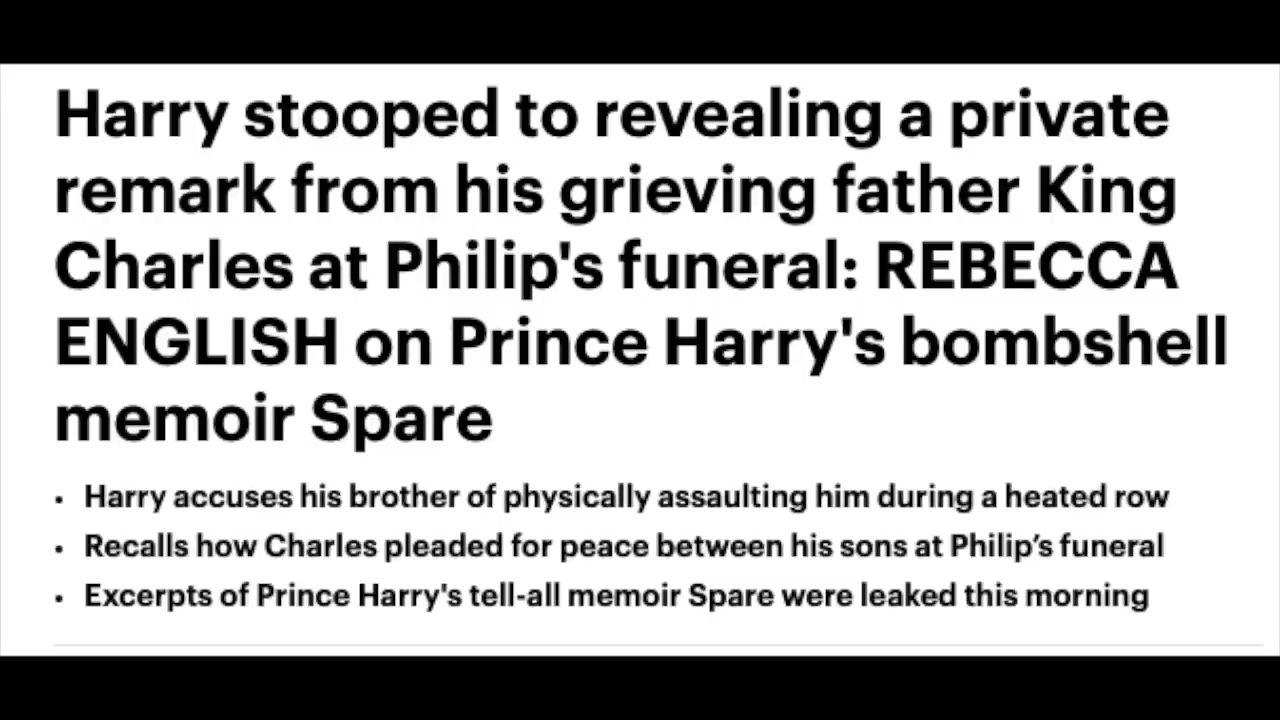 Harry stooped to revealing a private
remark from his grieving father King
Charles at Philip's funeral: REBECCA
ENGLISH on Prince Harry's bombshell
memoir Spare
• Harry accuses his brother of physically assaulting him during a heated row
• Recalls how Charles pleaded for peace between his sons at Philip’s funeral
• Excerpts of Prince Harry's tell-all memoir Spare were leaked this morning